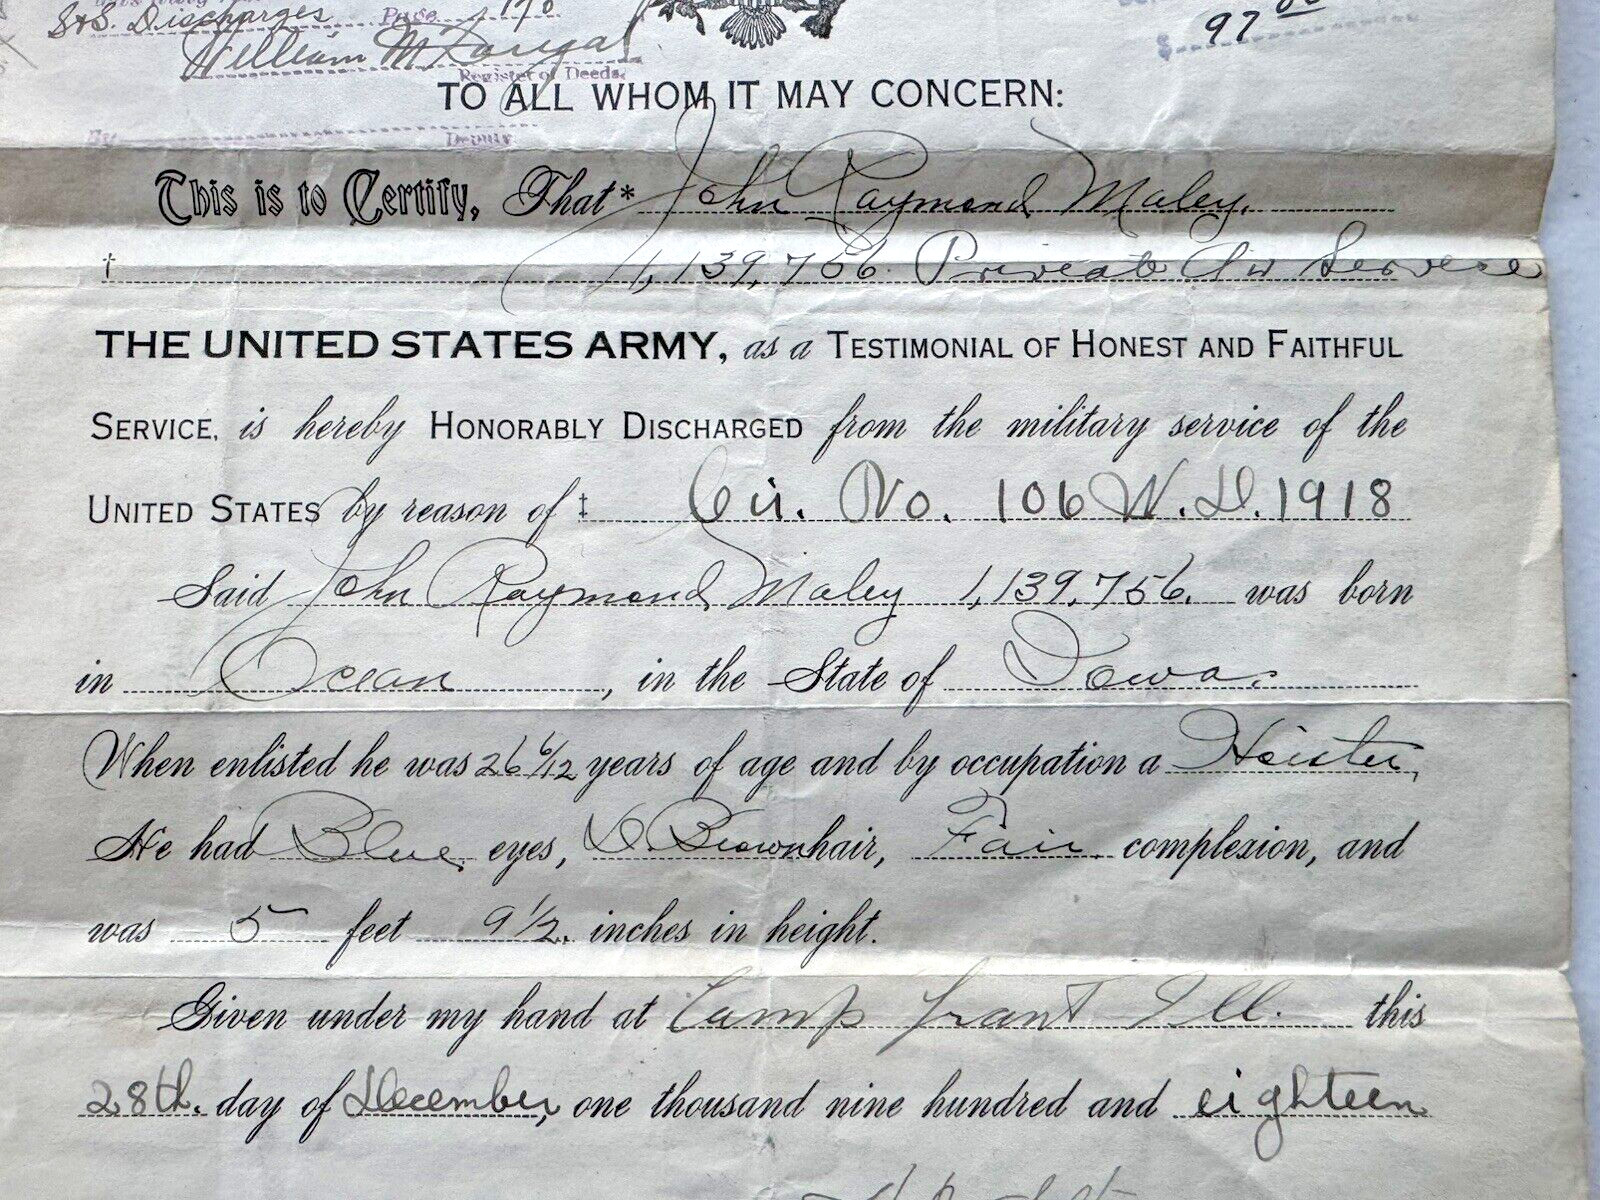 S&S. Discharges Page 170
William M
Register of Deeds.
97
TO ALL WHOM IT MAY CONCERN:
By Deputy
This is to Certify, That* John Raymond Maley.
† 1,139,756. Private Air Service
THE UNITED STATES ARMY, as a TESTIMONIAL OF HONEST AND FAITHFUL
SERVICE, is hereby HONORABLY DISCHARGED from the military service of the
UNITED STATES by reason of ‡ Cir. No. 106 W.D. 1918
Said John Raymond Maley 1,139,756. was born
in Ocean, in the State of Iowa.
When enlisted he was 26 6/12 years of age and by occupation a
He had Blue eyes, D. Brown hair, Fair complexion, and
was 5 feet 9 1/2 inches in height.
Given under my hand at Camp Grant Ill. this
28th. day of December, one thousand nine hundred and eighteen